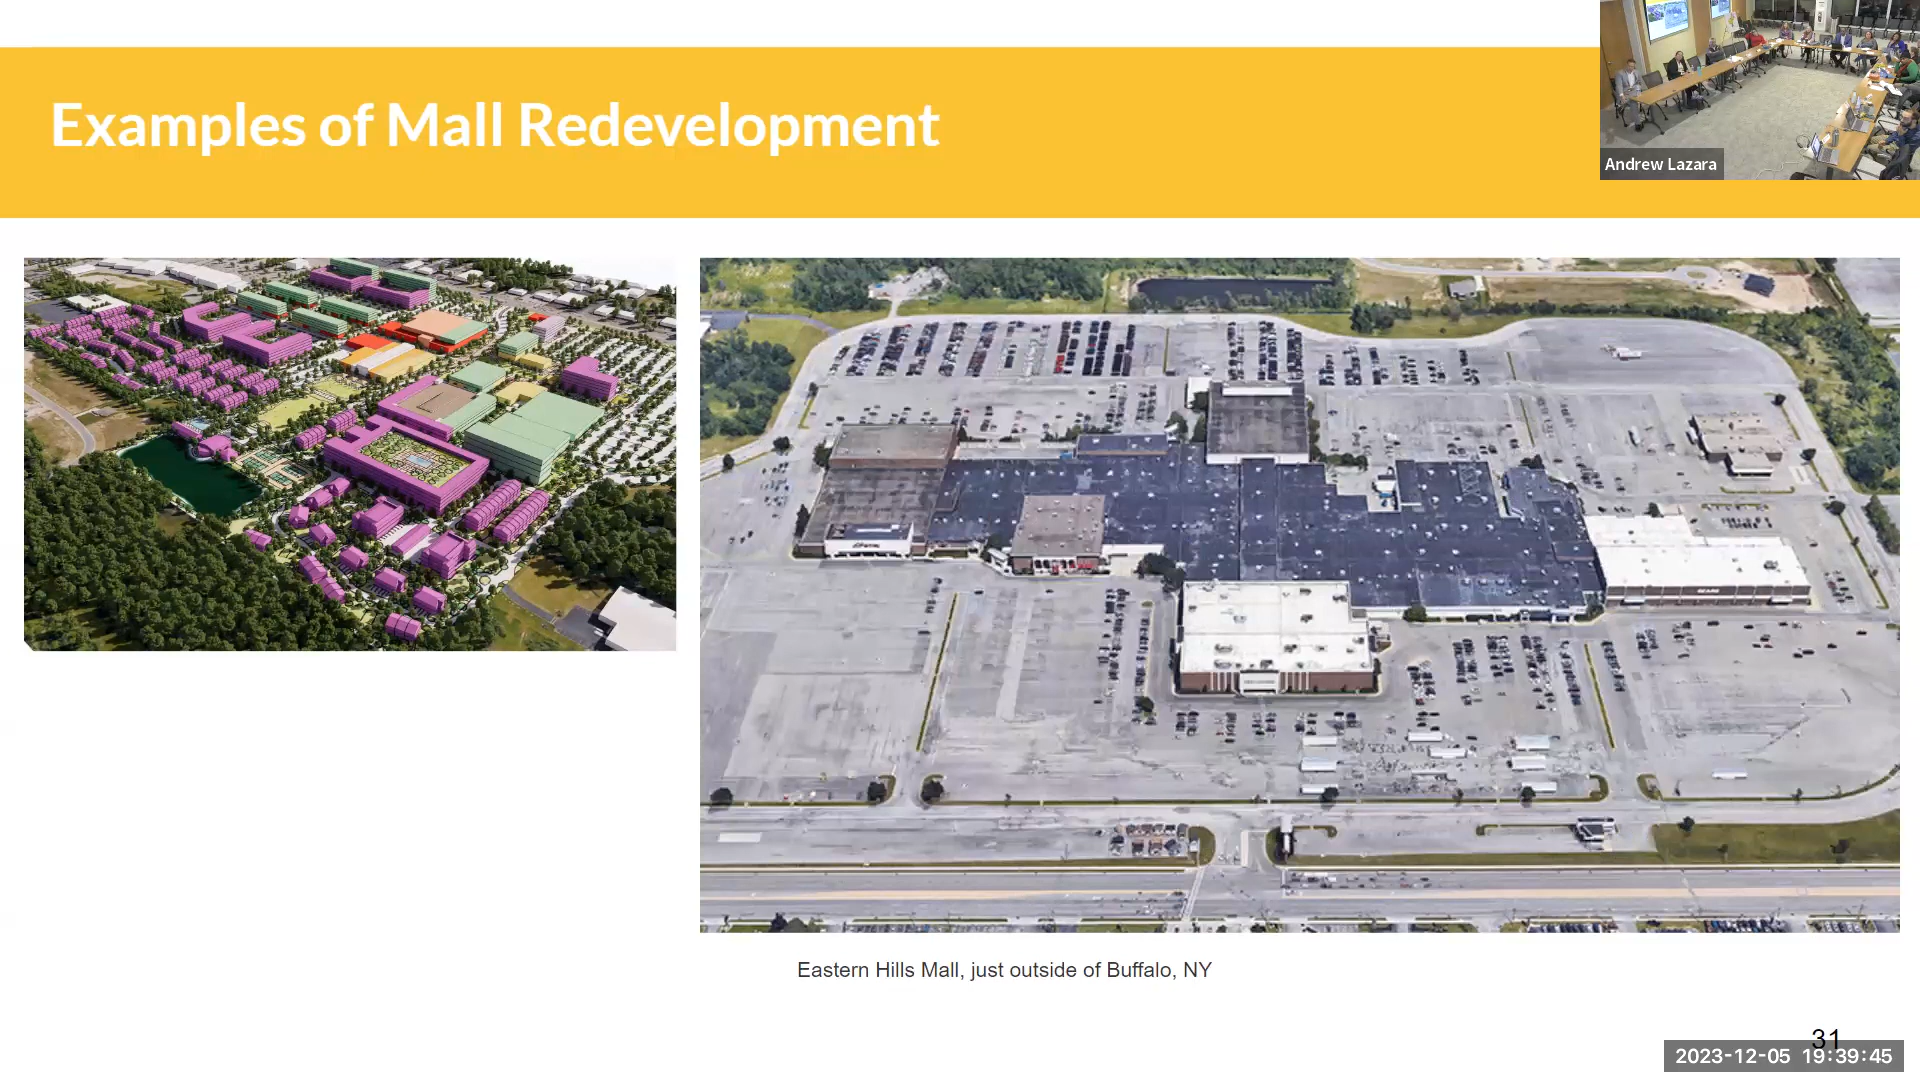 Examples of Mall Redevelopment
Andrew Lazara
Eastern Hills Mall, just outside of Buffalo, NY
31
2023-12-05 19:39:45